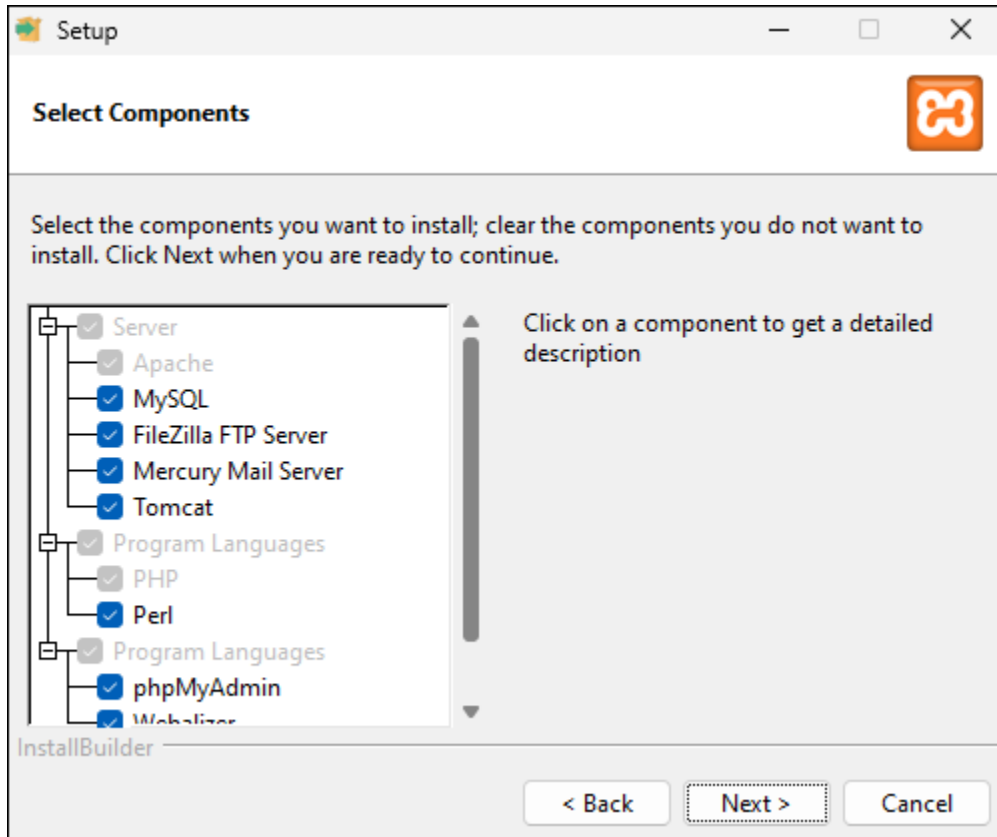 Setup
Select Components
Select the components you want to install; clear the components you do not want to
install. Click Next when you are ready to continue.
Server
Apache
MySQL
FileZilla FTP Server
Mercury Mail Server
Tomcat
Program Languages
PHP
Perl
Program Languages
phpMyAdmin
Webalizer
Click on a component to get a detailed
description
InstallBuilder
< Back
Next >
Cancel